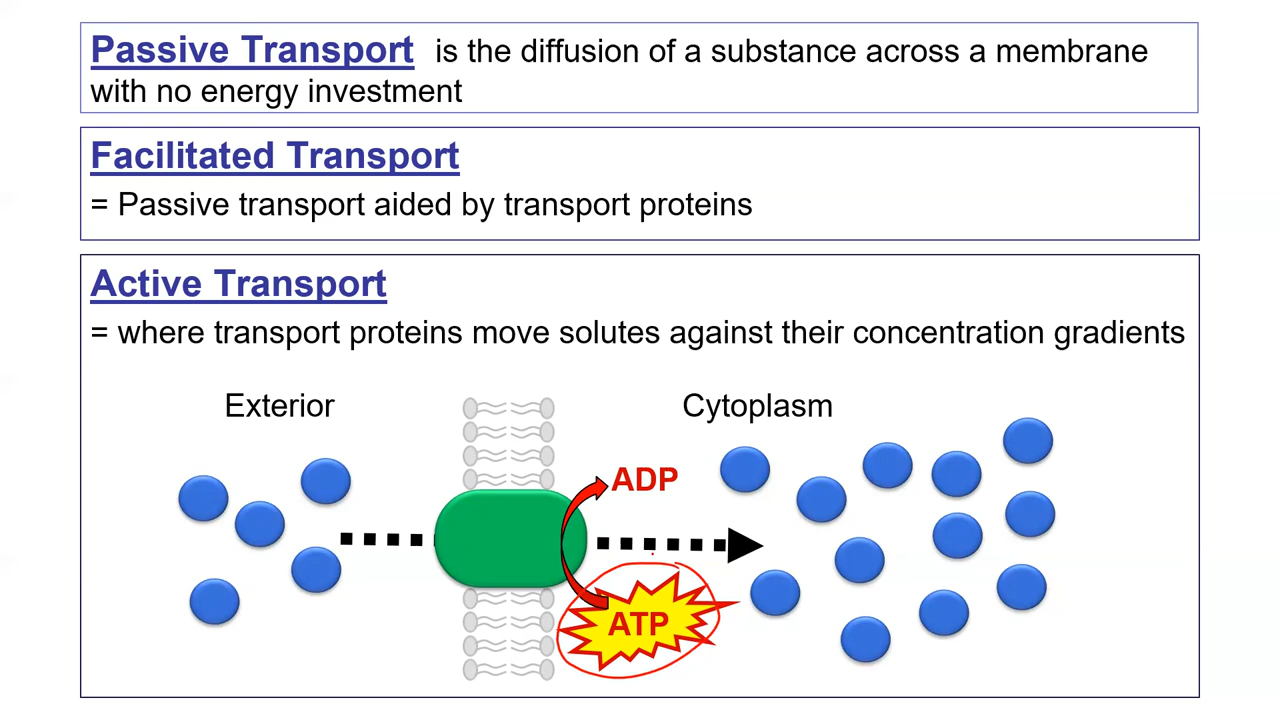 Passive Transport is the diffusion of a substance across a membrane
with no energy investment
Facilitated Transport
= Passive transport aided by transport proteins
Active Transport
= where transport proteins move solutes against their concentration gradients
Exterior
Cytoplasm
ADP
ATP